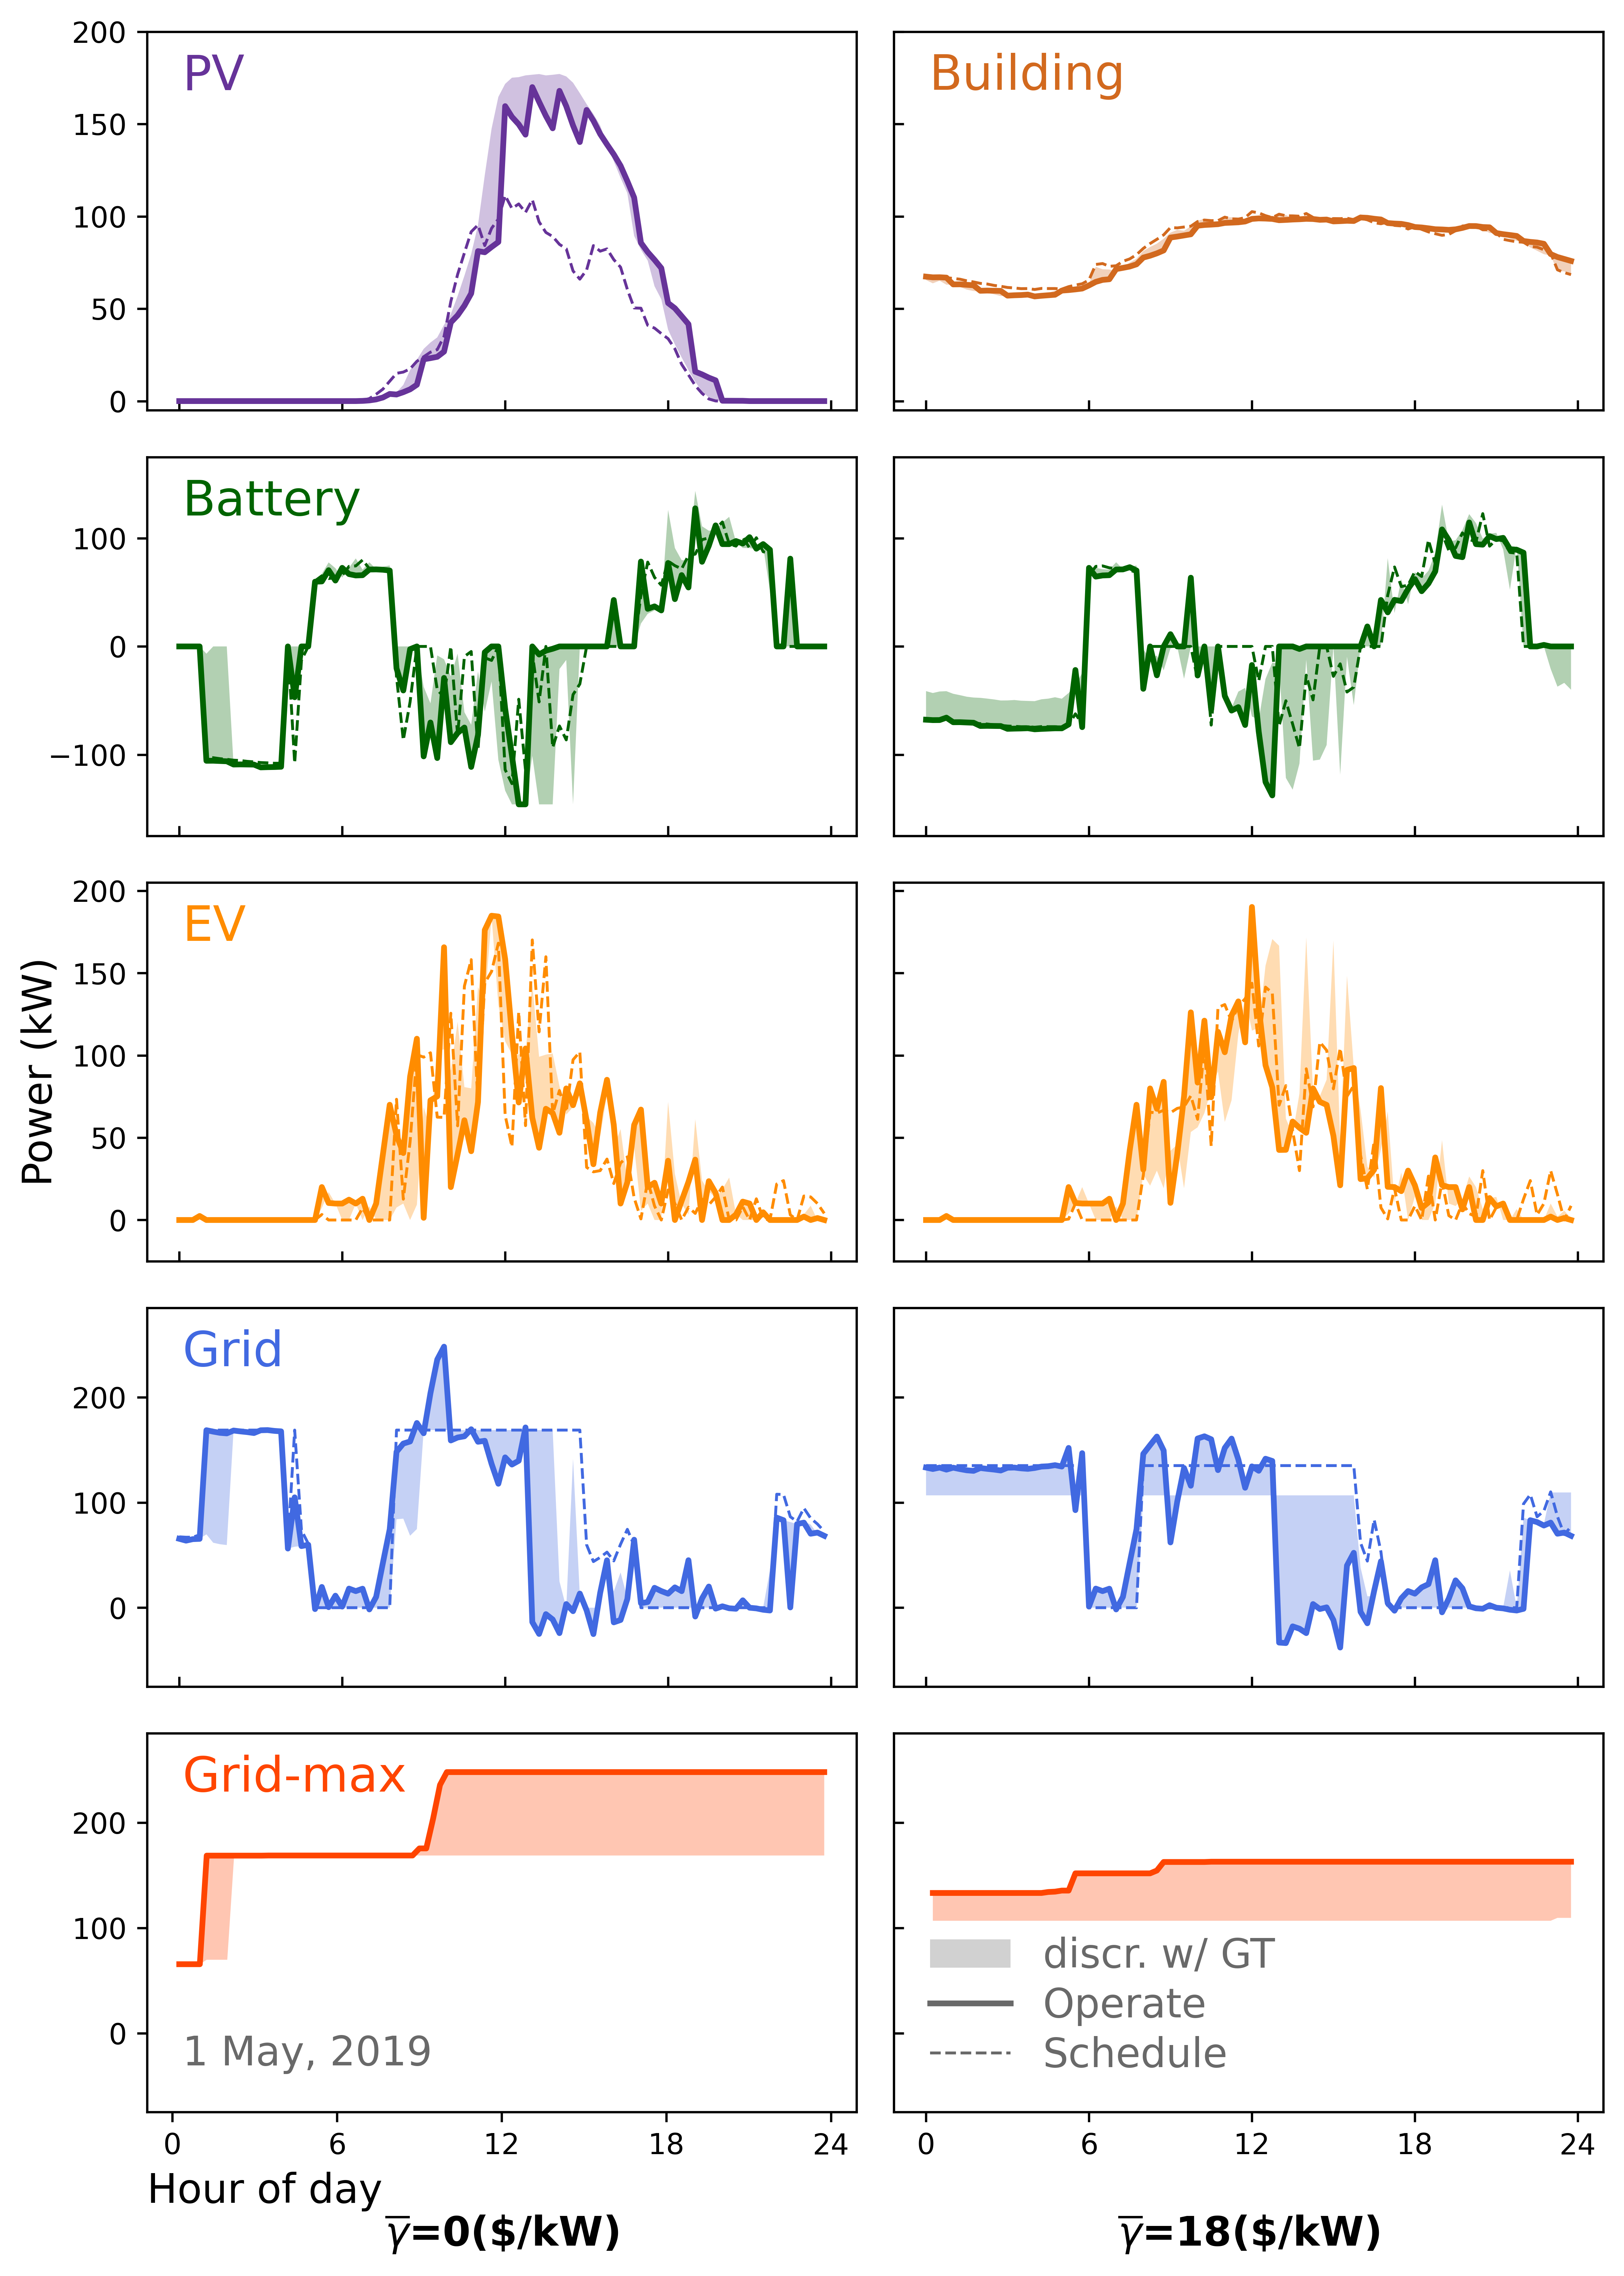 200
150
100
50
0
PV
Building
100
0
−100
Battery
Power (kW)
200
150
100
50
0
EV
200
100
0
Grid
200
100
0
Grid-max
1 May, 2019
discr. w/ GT
Operate
Schedule
0 6 12 18 24
0 6 12 18 24
Hour of day
γ̅=0($/kW)
γ̅=18($/kW)